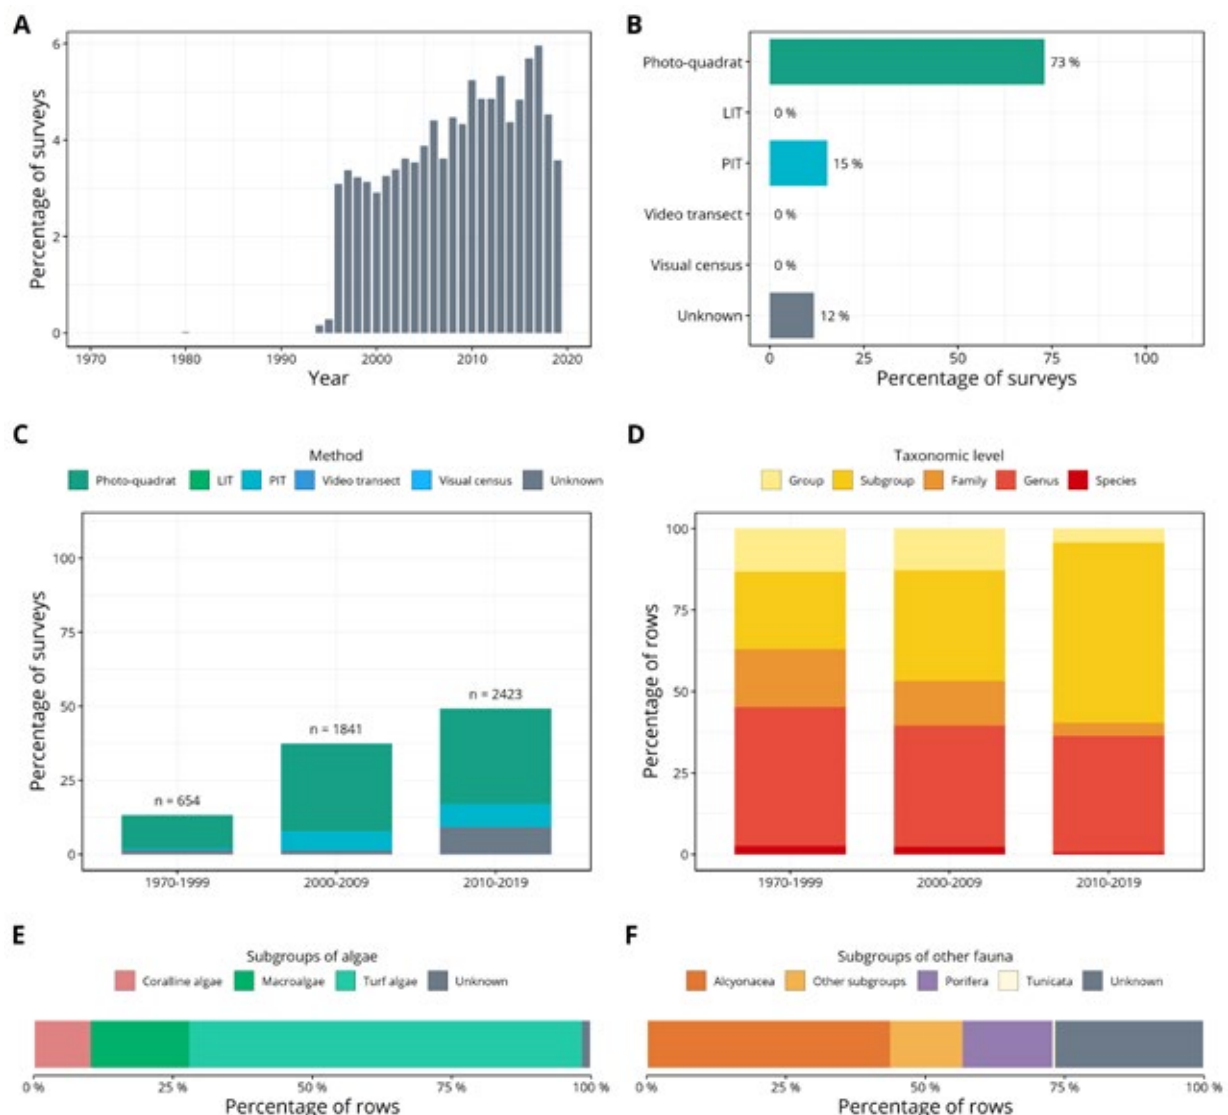 A
Percentage of surveys
6
4
2
0
1970 1980 1990 2000 2010 2020
Year
B
Photo-quadrat 73 %
LIT 0 %
PIT 15 %
Video transect 0 %
Visual census 0 %
Unknown 12 %
0 25 50 75 100
Percentage of surveys
C
Method
Photo-quadrat LIT PIT Video transect Visual census Unknown
Percentage of surveys
100
75
50
25
0
n = 654
n = 1841
n = 2423
1970-1999 2000-2009 2010-2019
D
Taxonomic level
Group Subgroup Family Genus Species
Percentage of rows
100
75
50
25
0
1970-1999 2000-2009 2010-2019
E
Subgroups of algae
Coralline algae Macroalgae Turf algae Unknown
0 % 25 % 50 % 75 % 100 %
Percentage of rows
F
Subgroups of other fauna
Alcyonacea Other subgroups Porifera Tunicata Unknown
0 % 25 % 50 % 75 % 100 %
Percentage of rows